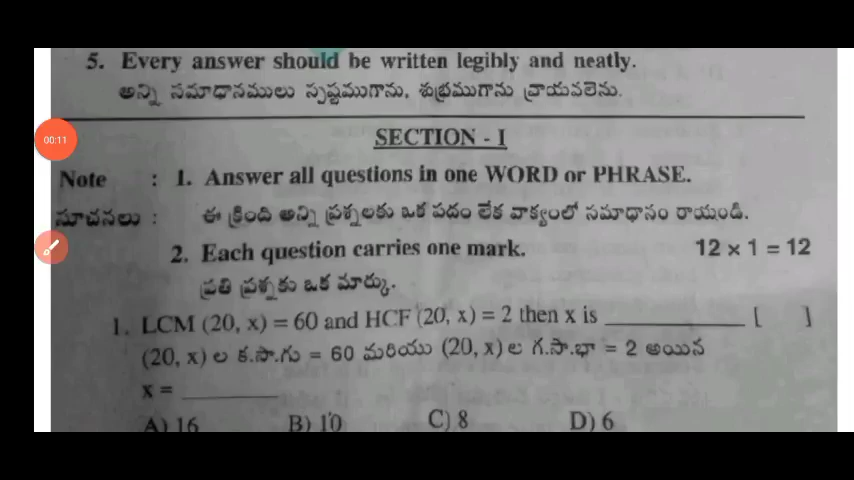 5. Every answer should be written legibly and neatly.
అన్ని సమాధానములు స్పష్టముగాను, శుభ్రముగాను వ్రాయవలెను.
00:11
SECTION - I
Note : 1. Answer all questions in one WORD or PHRASE.
సూచనలు : ఈ క్రింది అన్ని ప్రశ్నలకు ఒక పదం లేక వాక్యంలో సమాధానం రాయండి.
2. Each question carries one mark. 12 × 1 = 12
ప్రతి ప్రశ్నకు ఒక మార్కు.
1. LCM (20, x) = 60 and HCF (20, x) = 2 then x is __________ [ ]
(20, x) ల క.సా.గు = 60 మరియు (20, x) ల గ.సా.భా = 2 అయిన
x = __________
A) 16 B) 10 C) 8 D) 6